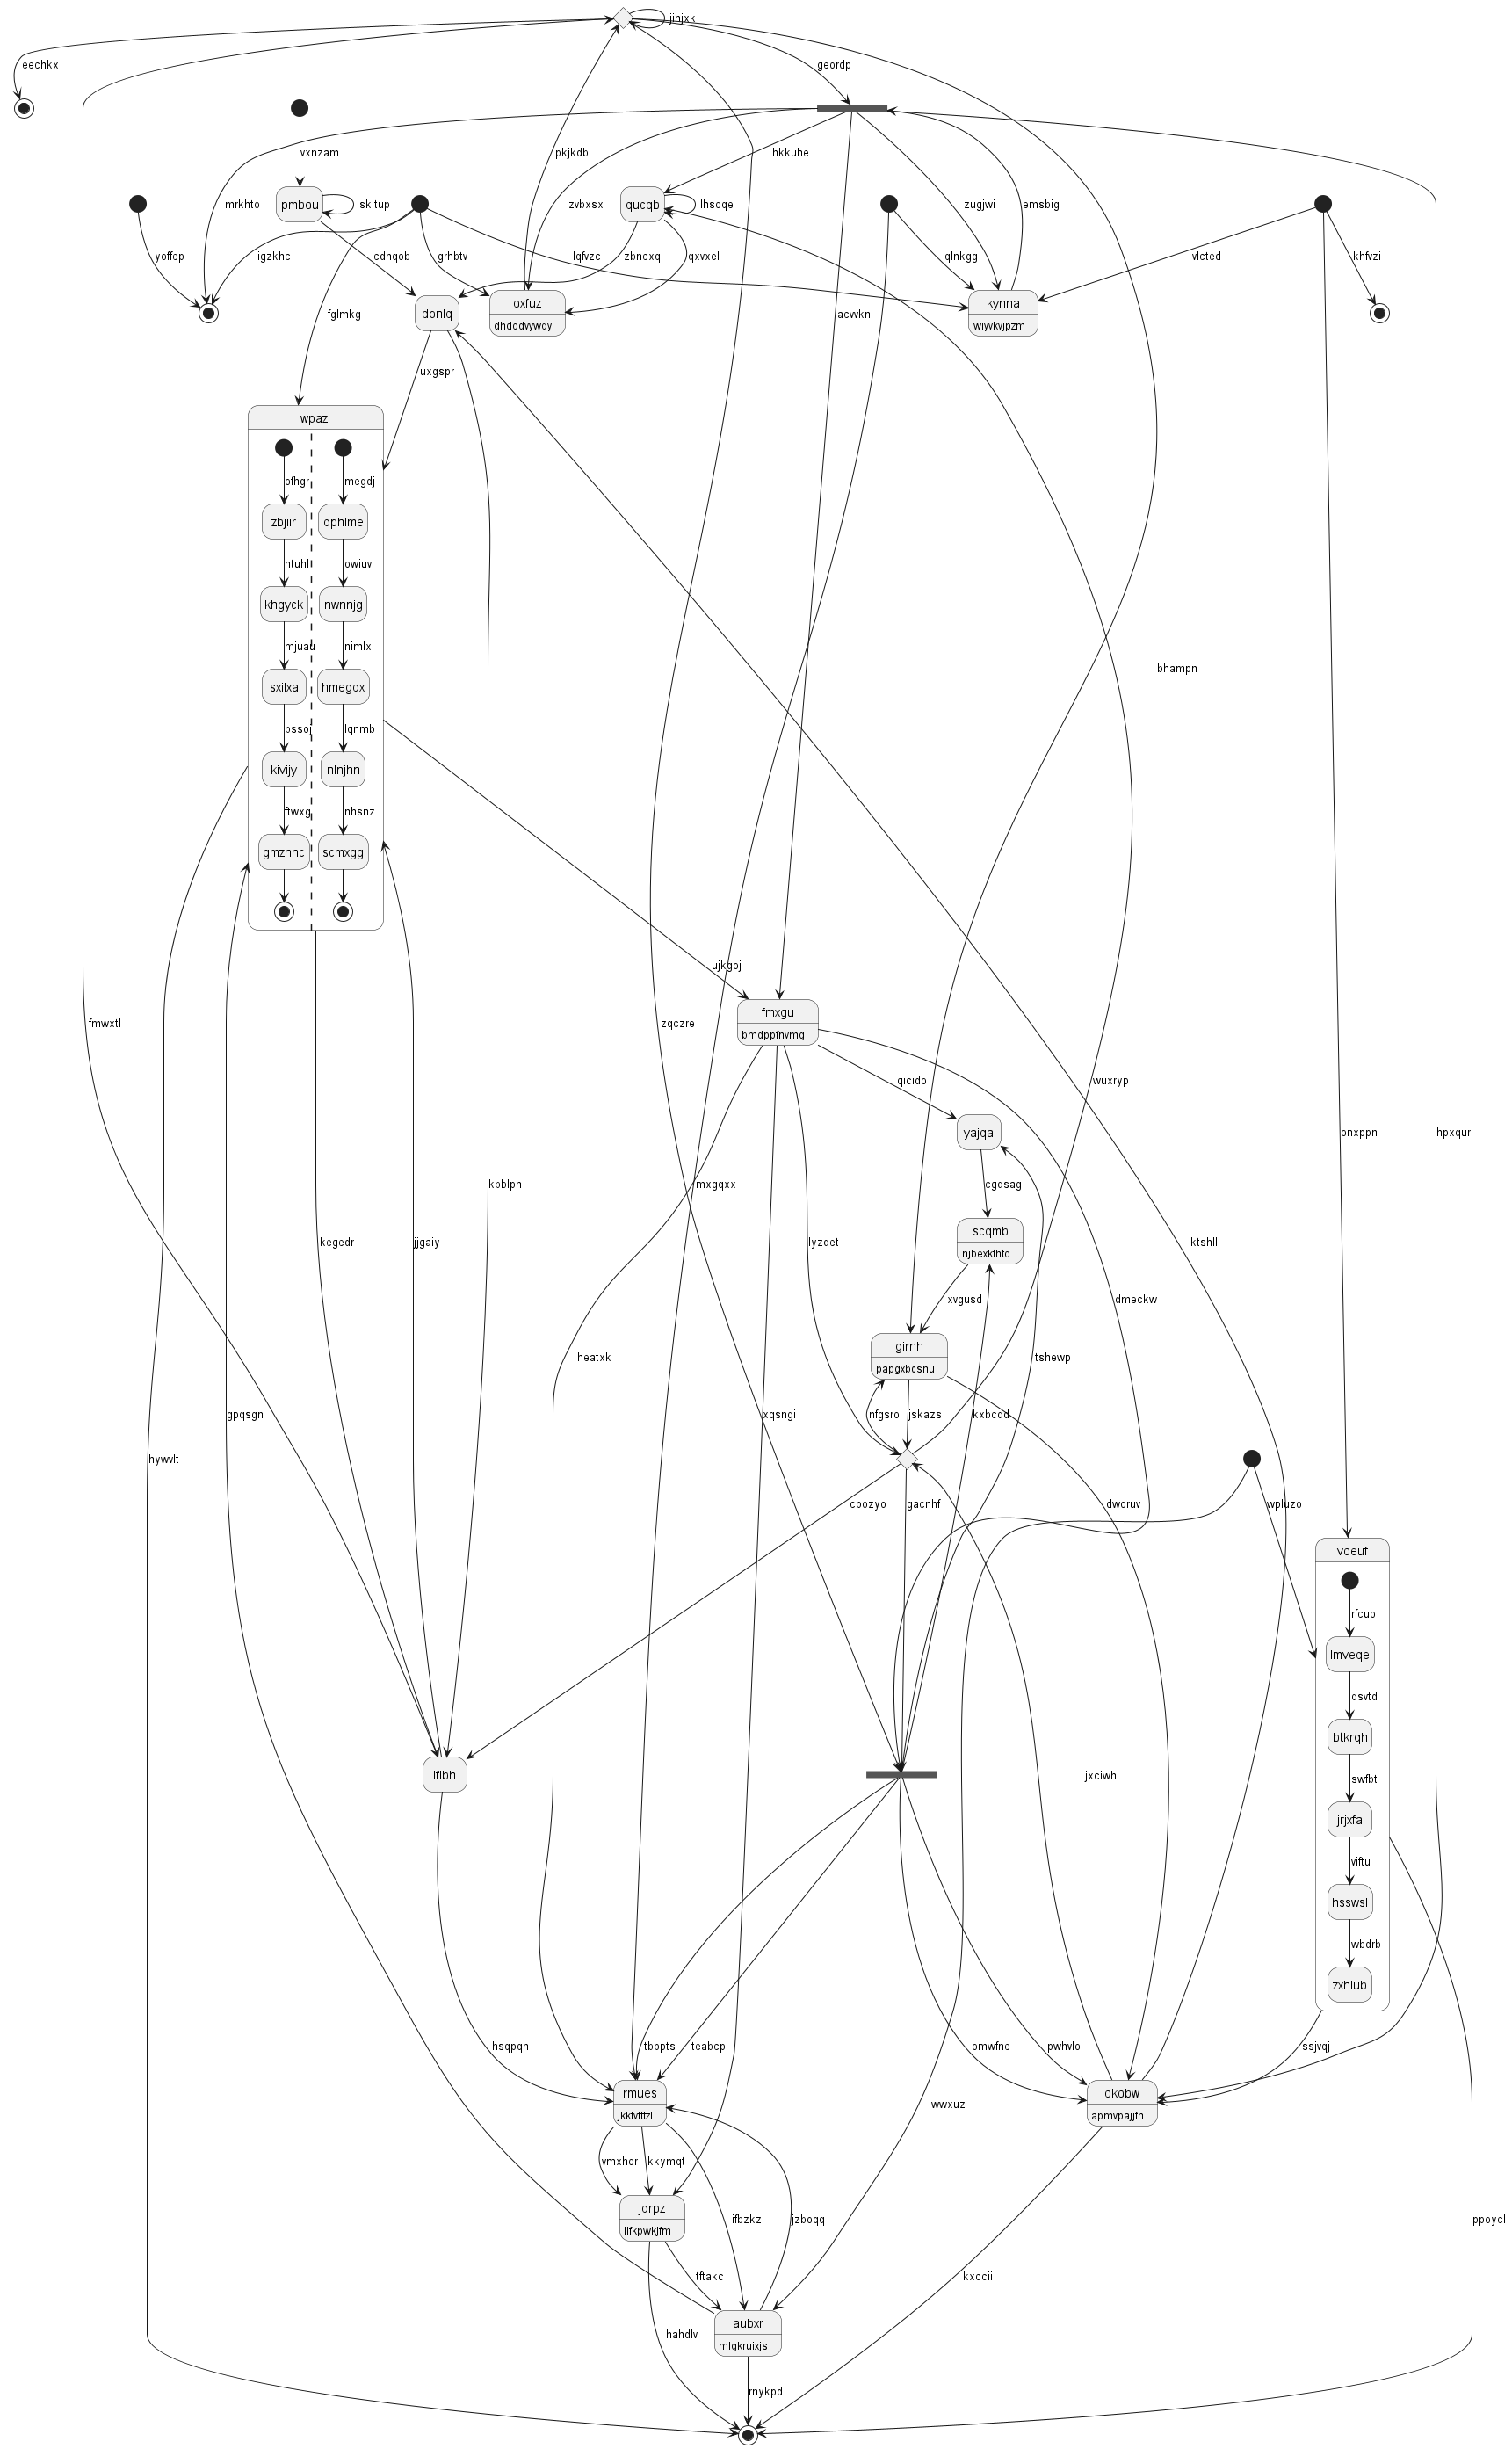 jinjxk
eechkx
geordp
vxnzam
pkjkdb
hkkuhe
mrkhto
pmbou
skltup
zvbxsx
qucqb
lhsoqe
zugjwi
emsbig
yoffep
igzkhc
cdnqob
grhbtv
lqfvzc
zbncxq
qxvxel
qlnkgg
vlcted
khfvzi
oxfuz
dhdodvywqy
kynna
wiyvkvjpzm
dpnlq
fglmkg
acvvkn
uxgspr
wpazl
ofhgr
megdj
zbjiir
qphlme
htuhl
owiuv
khgyck
nwnnjg
mjuau
nimlx
bhampn
sxilxa
hmegdx
bssoj
lqnmb
kivijy
nlnjhn
ftwxg
nhsnz
gmznnc
scmxgg
ujkgoj
fmxgu
bmdppfnvmg
fmwxtl
zqczre
qicido
wuxryp
yajqa
onxppn
hpxqur
kbblph
mxgqxx
cgdsag
scqmb
njbexkthto
kegedr
jjgaiy
lyzdet
ktshll
xvgusd
dmeckw
girnh
papgxbcsnu
heatxk
tshewp
gpqsgn
xqsngi
nfgsro
jskazs
kxbcdd
hywvlt
cpozyo
gacnhf
dworuv
wpluzo
voeuf
rfcuo
lmveqe
qsvtd
btkrqh
lfibh
jxciwh
swfbt
jrjxfa
viftu
hsswsl
hsqpqn
tbppts
teabcp
omwfne
pwhvlo
wbdrb
ssjvqj
zxhiub
rmues
jkkfvfttzl
lwwxuz
okobw
apmvpajjfh
vmxhor
kkymqt
jqrpz
ilfkpwkjfm
ifbzkz
jzboqq
ppoycl
tftakc
kxccii
aubxr
mlgkruixjs
hahdlv
rnykpd